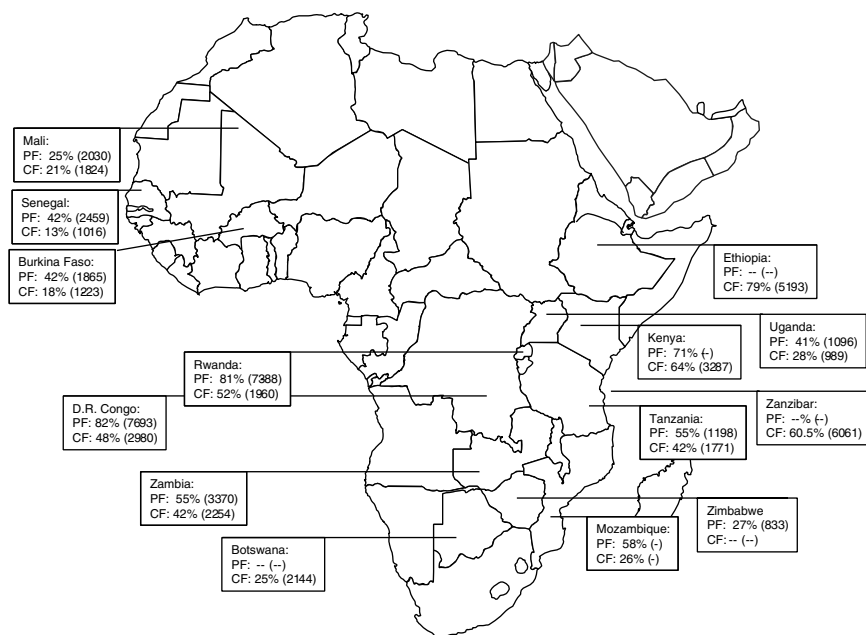 Mali:
PF: 25% (2030)
CF: 21% (1824)
Senegal:
PF: 42% (2459)
CF: 13% (1016)
Burkina Faso:
PF: 42% (1865)
CF: 18% (1223)
Ethiopia:
PF: -- (--)
CF: 79% (5193)
Uganda:
PF: 41% (1096)
CF: 28% (989)
Kenya:
PF: 71% (-)
CF: 64% (3287)
Rwanda:
PF: 81% (7388)
CF: 52% (1960)
D.R. Congo:
PF: 82% (7693)
CF: 48% (2980)
Tanzania:
PF: 55% (1198)
CF: 42% (1771)
Zanzibar:
PF: --% (-)
CF: 60.5% (6061)
Zambia:
PF: 55% (3370)
CF: 42% (2254)
Botswana:
PF: -- (--)
CF: 25% (2144)
Mozambique:
PF: 58% (-)
CF: 26% (-)
Zimbabwe
PF: 27% (833)
CF: -- (--)